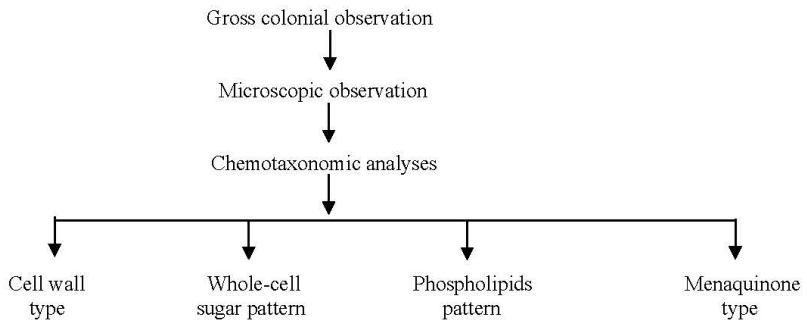 Gross colonial observation
Microscopic observation
Chemotaxonomic analyses
Cell wall
type
Whole-cell
sugar pattern
Phospholipids
pattern
Menaquinone
type